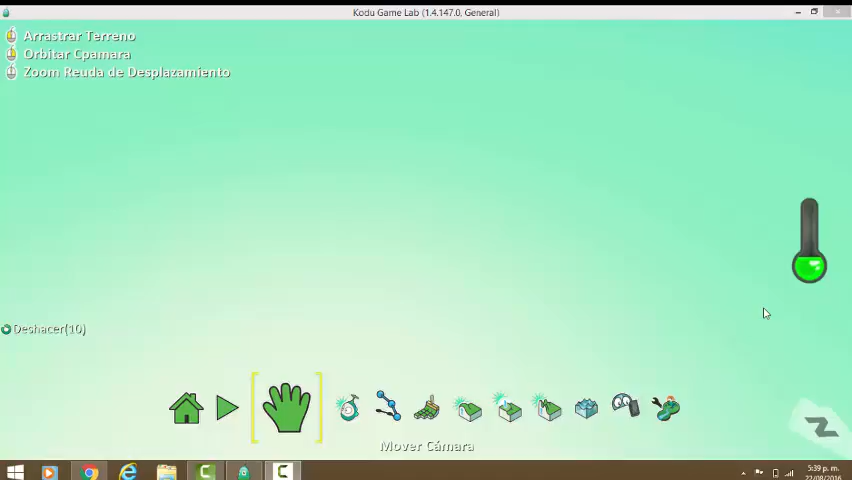 Kodu Game Lab (1.4.147.0, General)
Arrastrar Terreno
Orbitar Cpamara
Zoom Reuda de Desplazamiento
Deshacer(10)
Mover Cámara
5:39 p. m.
22/08/2016